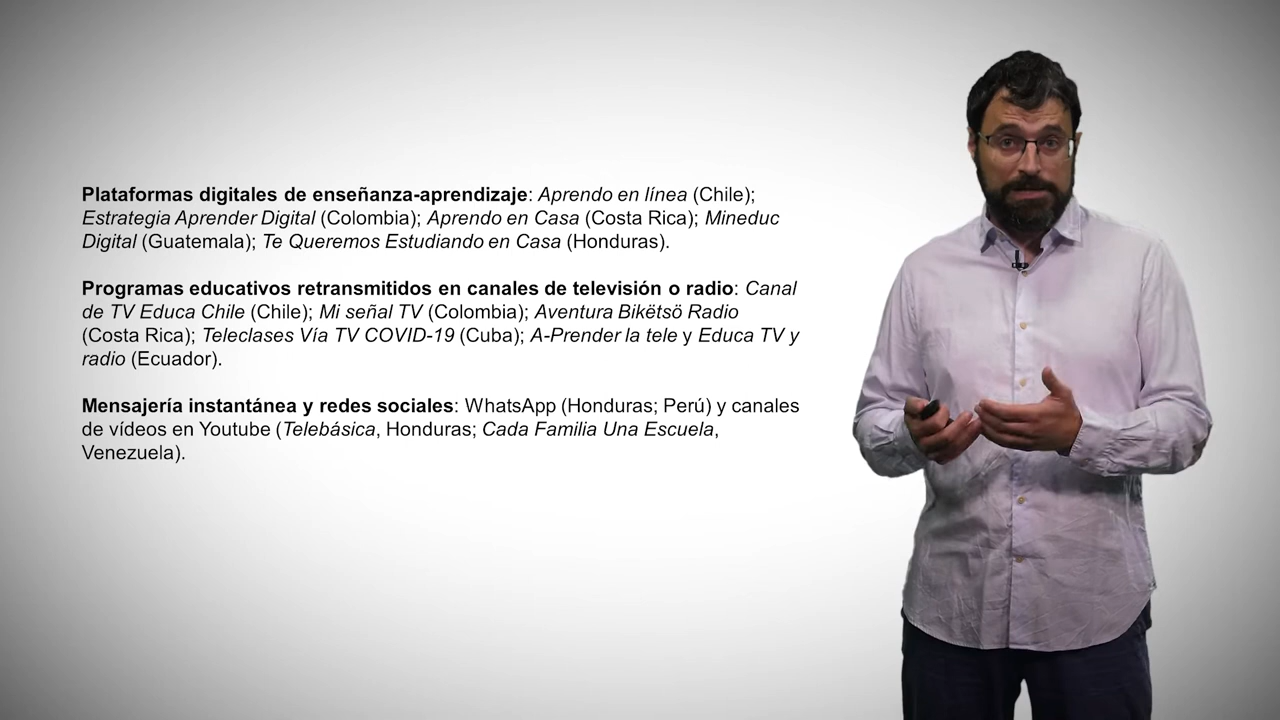 Plataformas digitales de enseñanza-aprendizaje: Aprendo en línea (Chile);
Estrategia Aprender Digital (Colombia); Aprendo en Casa (Costa Rica); Mineduc
Digital (Guatemala); Te Queremos Estudiando en Casa (Honduras).
Programas educativos retransmitidos en canales de televisión o radio: Canal
de TV Educa Chile (Chile); Mi señal TV (Colombia); Aventura Bikëtsö Radio
(Costa Rica); Teleclases Vía TV COVID-19 (Cuba); A-Prender la tele y Educa TV y
radio (Ecuador).
Mensajería instantánea y redes sociales: WhatsApp (Honduras; Perú) y canales
de vídeos en Youtube (Telebásica, Honduras; Cada Familia Una Escuela,
Venezuela).